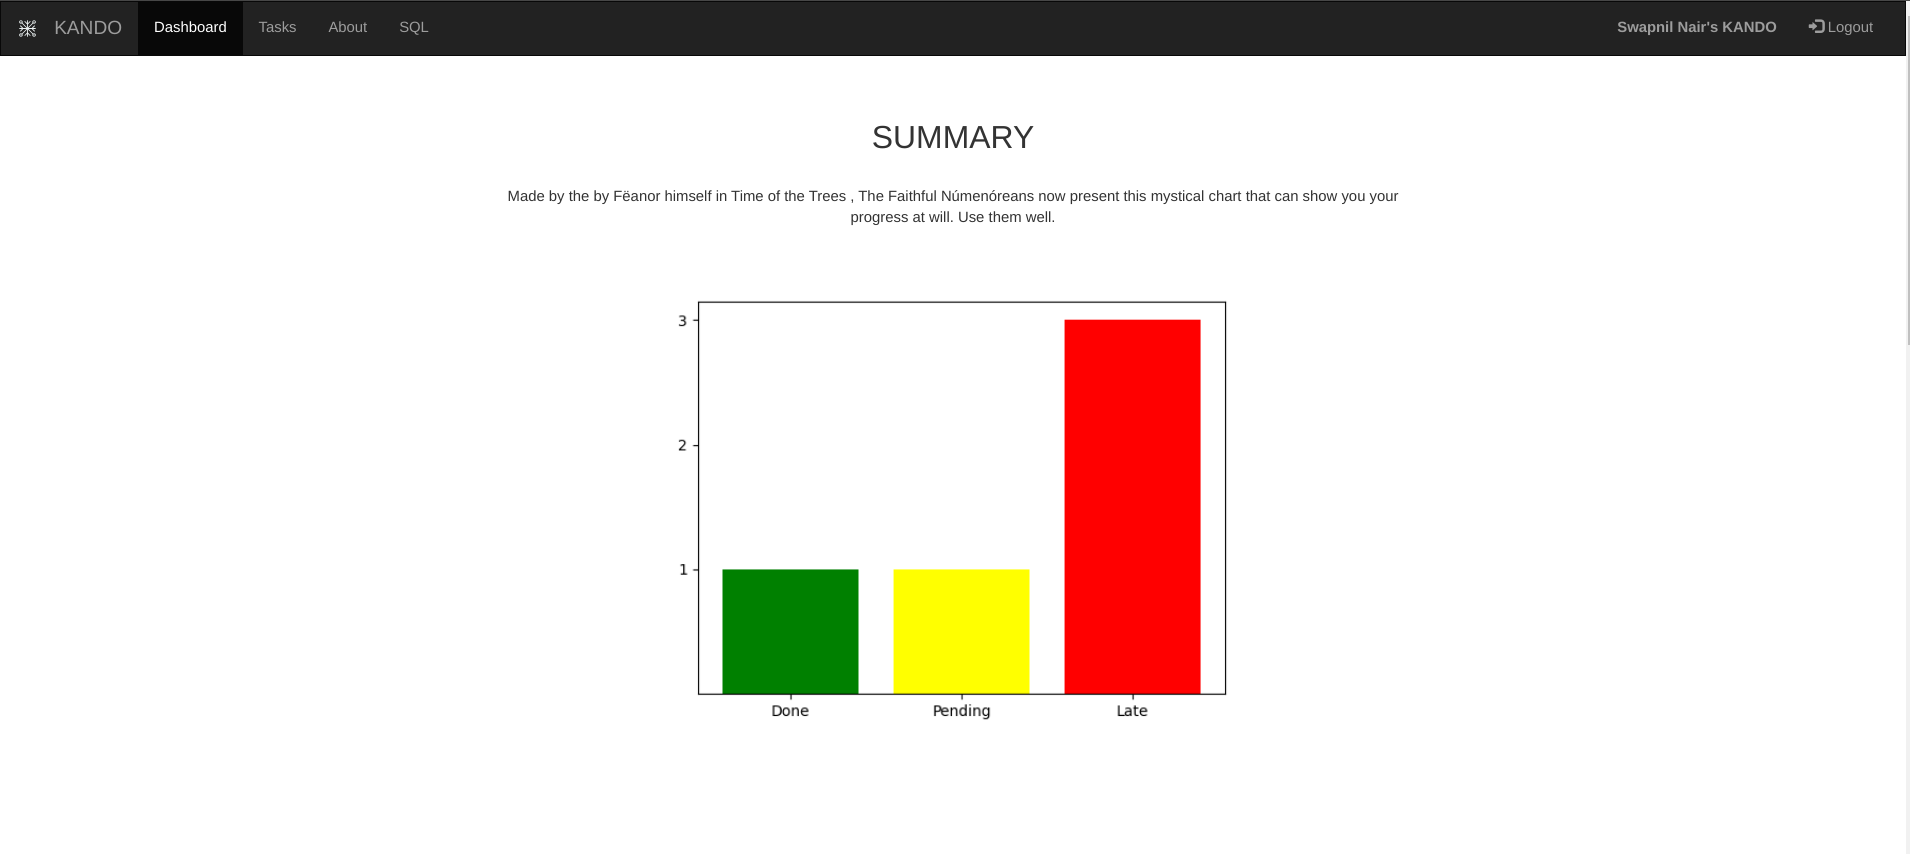 KANDO Dashboard Tasks About SQL Swapnil Nair's KANDO Logout
SUMMARY
Made by the by Fëanor himself in Time of the Trees , The Faithful Númenóreans now present this mystical chart that can show you your
progress at will. Use them well.
3
2
1
Done Pending Late